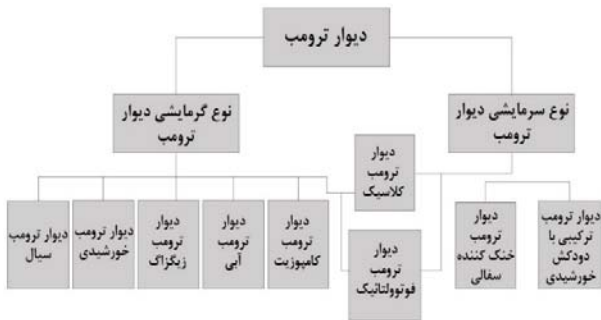 دیوار ترومب
نوع سرمایشی دیوار
ترومب
نوع گرمایشی دیوار
ترومب
دیوار
ترومب
کلاسیک
دیوار ترومب
ترکیبی با
دودکش
خورشیدی
دیوار
ترومب
خنک کننده
سفالی
دیوار
ترومب
فوتوولتائیک
دیوار
ترومب
کامپوزیت
دیوار
ترومب
آبی
دیوار
ترومب
زیگزاگ
دیوار ترومب
خورشیدی
دیوار ترومب
سیال